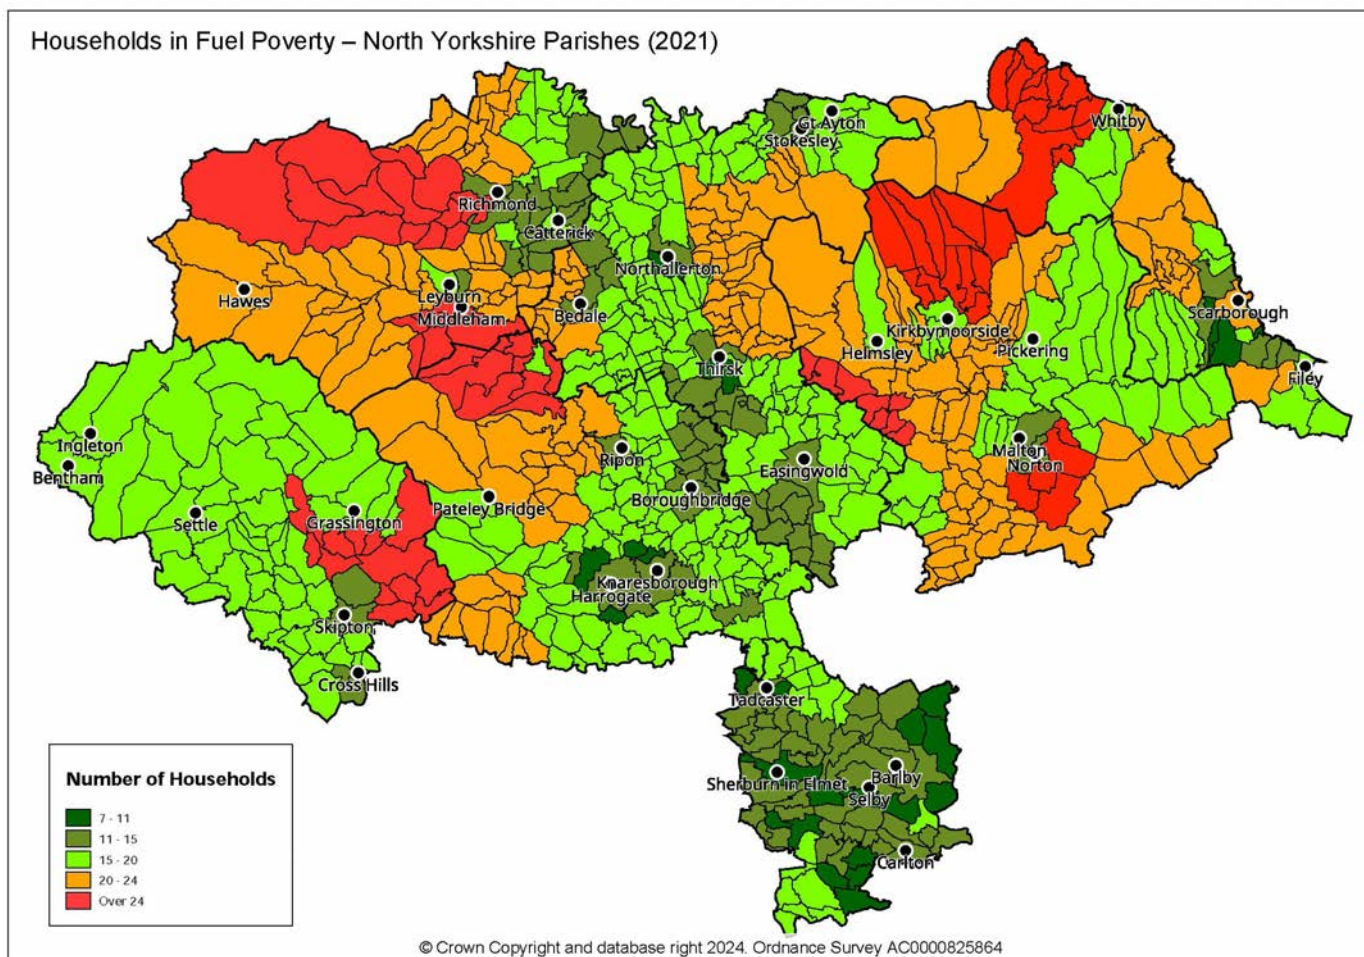 Households in Fuel Poverty – North Yorkshire Parishes (2021)
Whitby
Gt Ayton
Stokesley
Richmond
Catterick
Northallerton
Hawes
Leyburn
Middleham
Bedale
Scarborough
Kirkbymoorside
Helmsley
Pickering
Thirsk
Filey
Ingleton
Bentham
Malton
Norton
Ripon
Easingwold
Settle
Grassington
Pateley Bridge
Boroughbridge
Knaresborough
Harrogate
Skipton
Cross Hills
Tadcaster
Sherburn in Elmet
Barlby
Selby
Carlton
Number of Households
7 - 11
11 - 15
15 - 20
20 - 24
Over 24
© Crown Copyright and database right 2024. Ordnance Survey AC0000825864